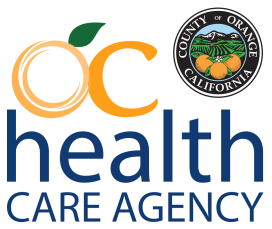 OC
COUNTY OF ORANGE
CALIFORNIA
health
CARE AGENCY